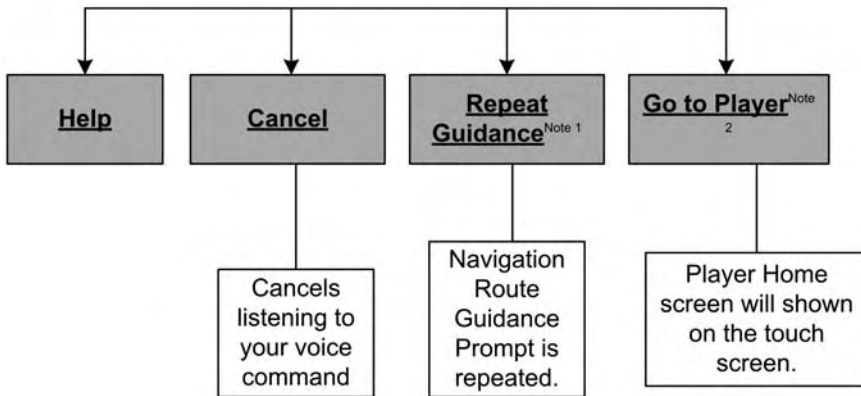 Help
Cancel
Repeat
Guidance Note 1
Go to Player Note
2
Cancels
listening to
your voice
command
Navigation
Route
Guidance
Prompt is
repeated.
Player Home
screen will shown
on the touch
screen.